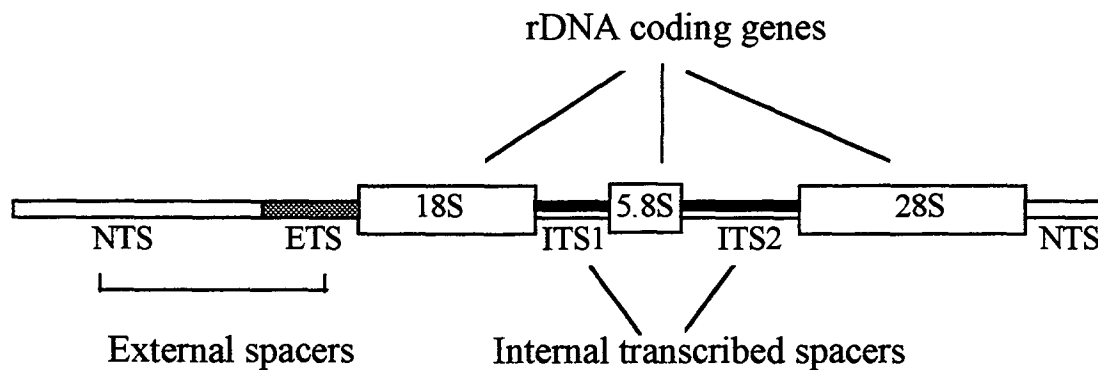 rDNA coding genes
18S 5.8S 28S
NTS ETS ITS1 ITS2 NTS
External spacers Internal transcribed spacers